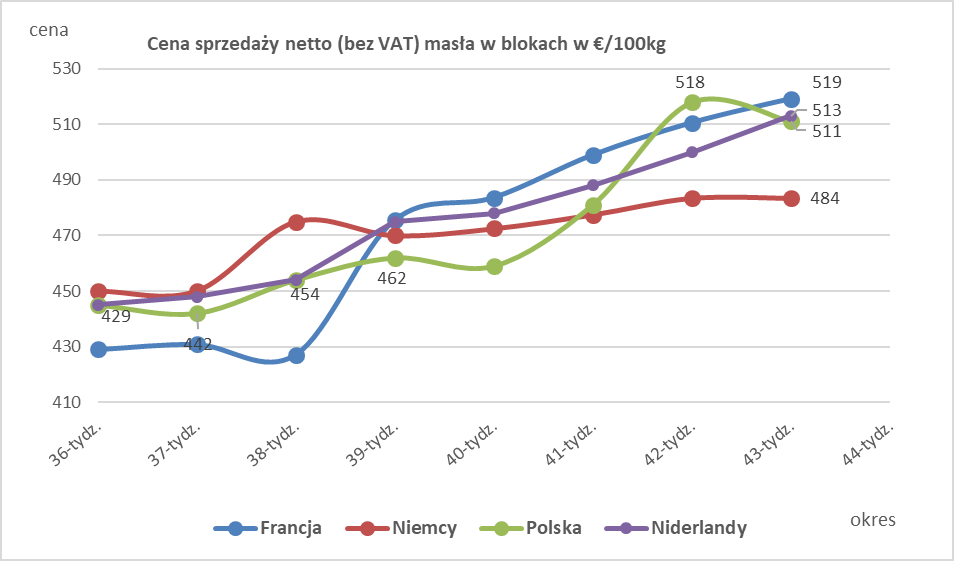 cena
Cena sprzedaży netto (bez VAT) masła w blokach w €/100kg
530
510
490
470
450
430
410
518
519
513
511
484
462
454
429
442
36-tydz.
37-tydz.
38-tydz.
39-tydz.
40-tydz.
41-tydz.
42-tydz.
43-tydz.
44-tydz.
okres
Francja
Niemcy
Polska
Niderlandy